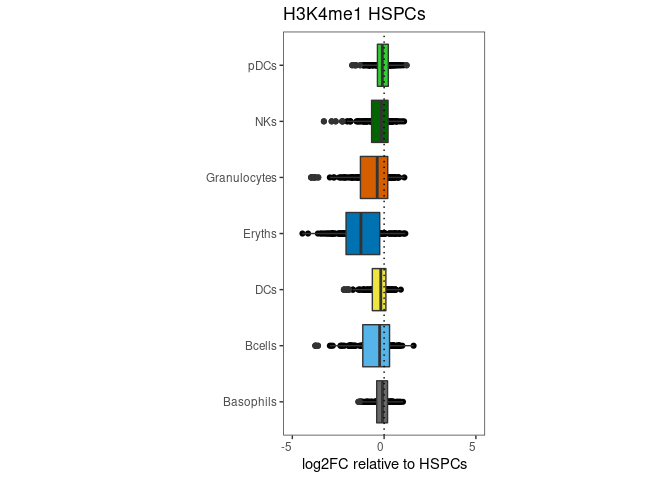 H3K4me1 HSPCs
pDCs
NKs
Granulocytes
Eryths
DCs
Bcells
Basophils
-5 0 5
log2FC relative to HSPCs